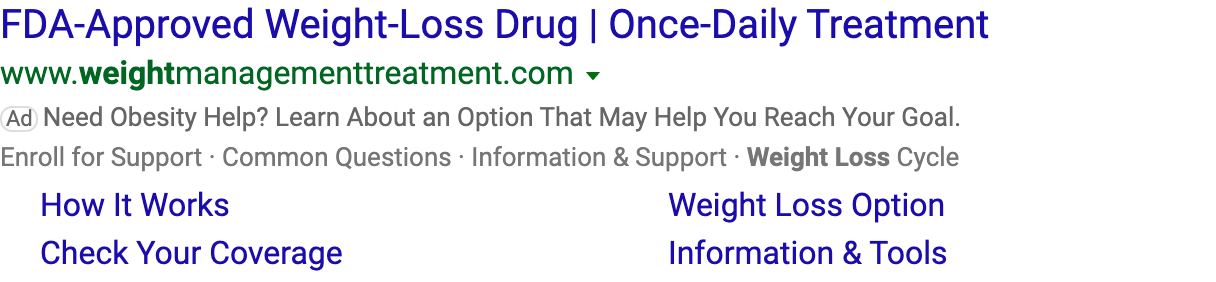 FDA-Approved Weight-Loss Drug | Once-Daily Treatment
www.weightmanagementtreatment.com
Ad Need Obesity Help? Learn About an Option That May Help You Reach Your Goal.
Enroll for Support · Common Questions · Information & Support · Weight Loss Cycle
How It Works Weight Loss Option
Check Your Coverage Information & Tools